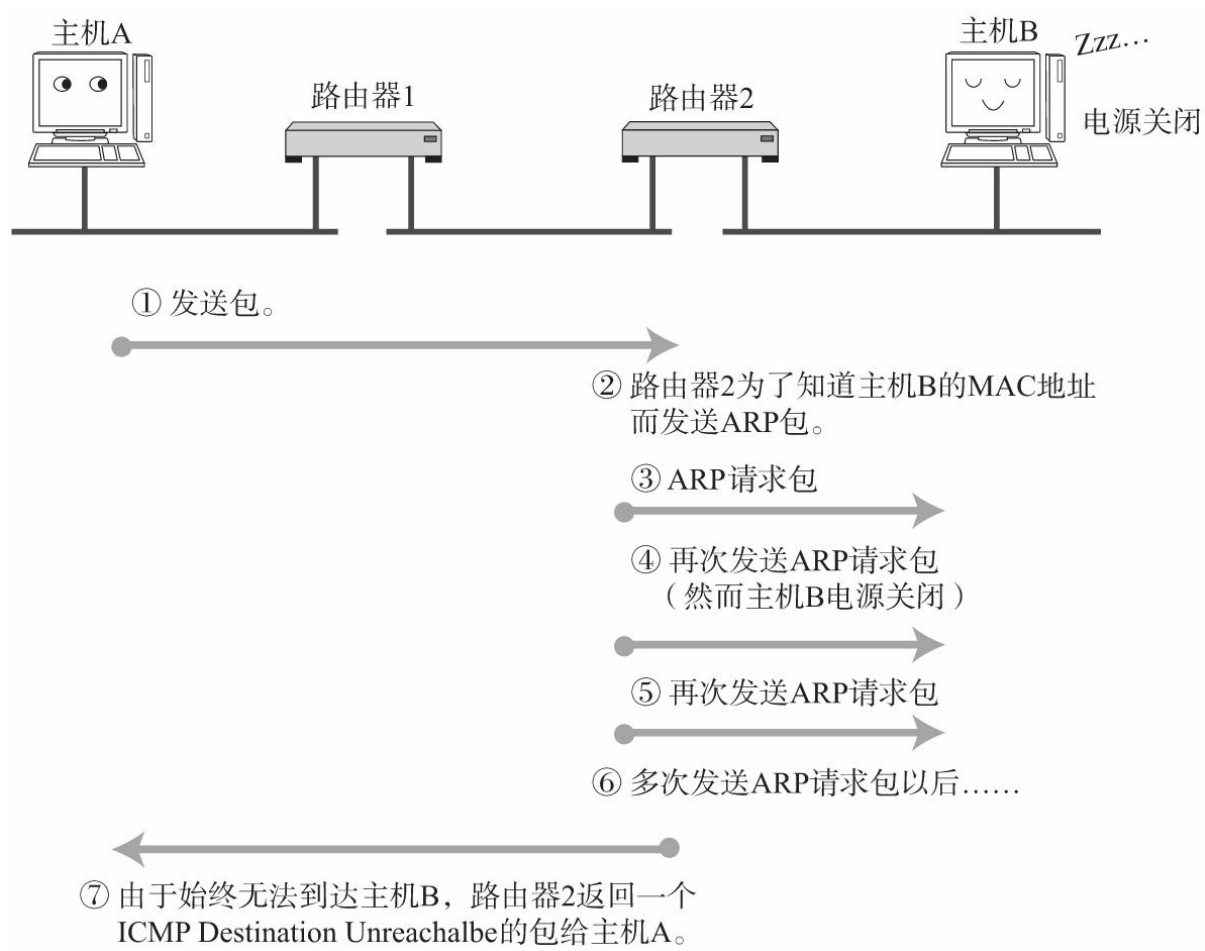 主机A
主机B
Zzz…
路由器1
路由器2
电源关闭
① 发送包。
② 路由器2为了知道主机B的MAC地址
而发送ARP包。
③ ARP请求包
④ 再次发送ARP请求包
（然而主机B电源关闭）
⑤ 再次发送ARP请求包
⑥ 多次发送ARP请求包以后……
⑦ 由于始终无法到达主机B，路由器2返回一个
ICMP Destination Unreachalbe的包给主机A。